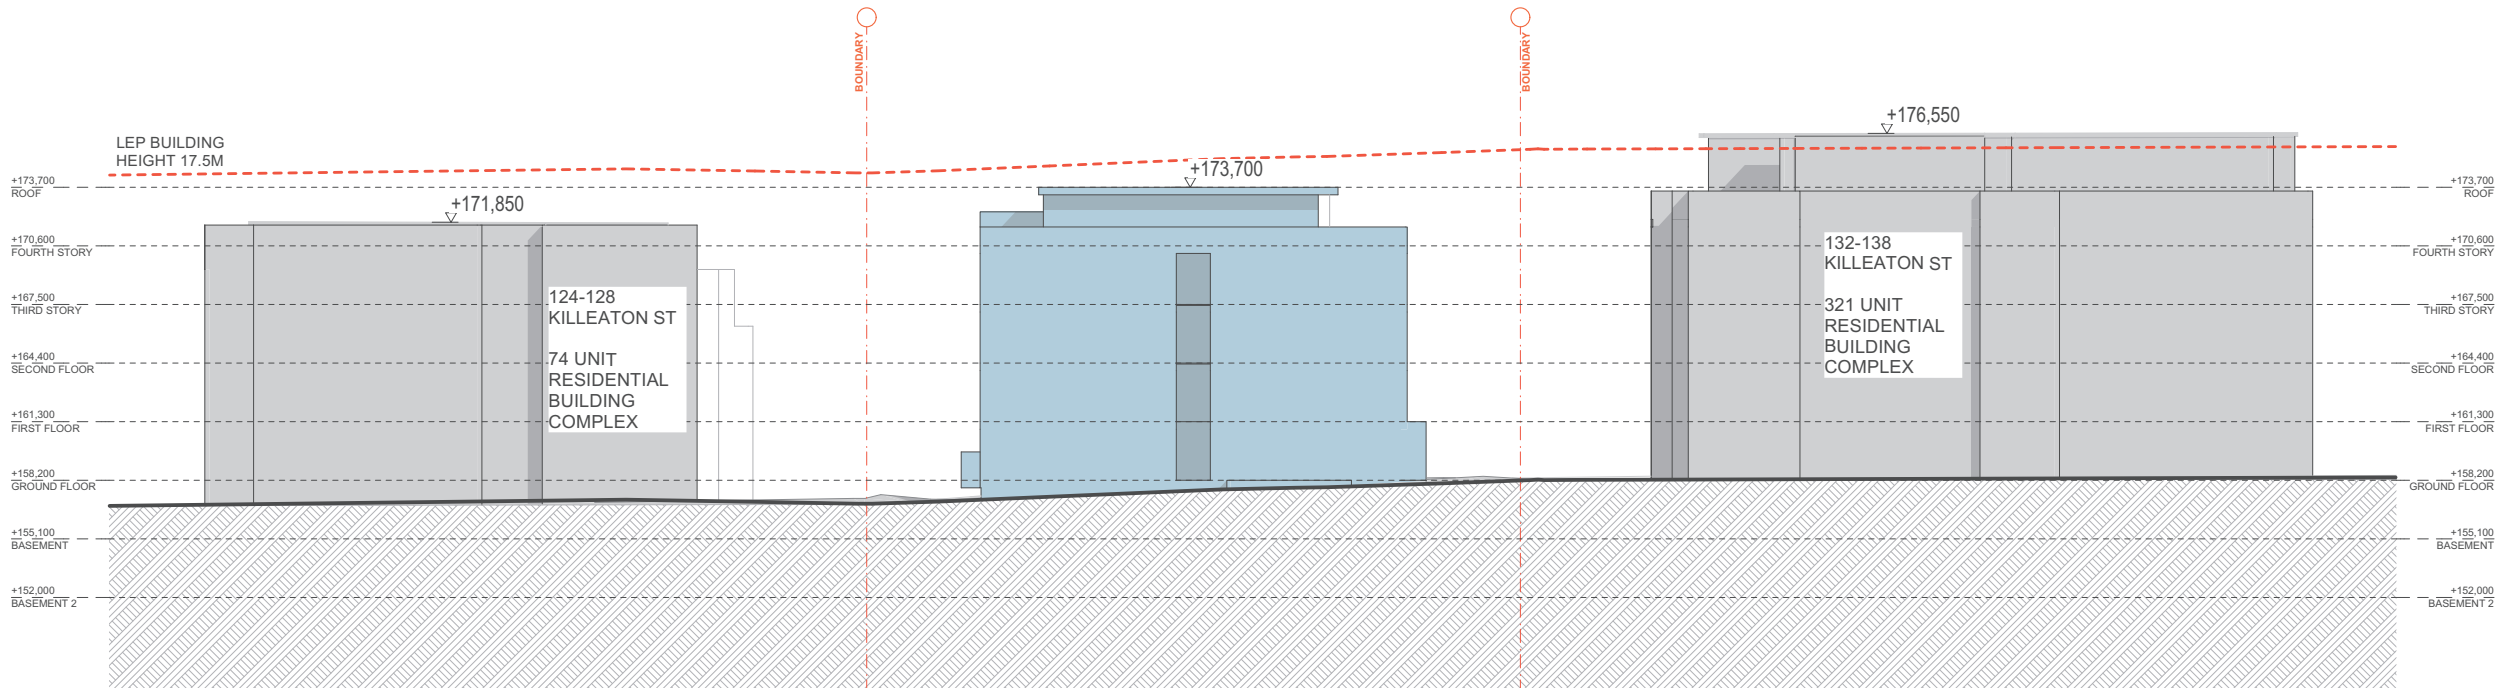 BOUNDARY
BOUNDARY
LEP BUILDING
HEIGHT 17.5M
+176,550
+173,700
+171,850
+173,700
ROOF
+170,600
FOURTH STORY
+167,500
THIRD STORY
+164,400
SECOND FLOOR
+161,300
FIRST FLOOR
+158,200
GROUND FLOOR
+155,100
BASEMENT
+152,000
BASEMENT 2
124-128
KILLEATON ST
74 UNIT
RESIDENTIAL
BUILDING
COMPLEX
132-138
KILLEATON ST
321 UNIT
RESIDENTIAL
BUILDING
COMPLEX
+173,700
ROOF
+170,600
FOURTH STORY
+167,500
THIRD STORY
+164,400
SECOND FLOOR
+161,300
FIRST FLOOR
+158,200
GROUND FLOOR
+155,100
BASEMENT
+152,000
BASEMENT 2